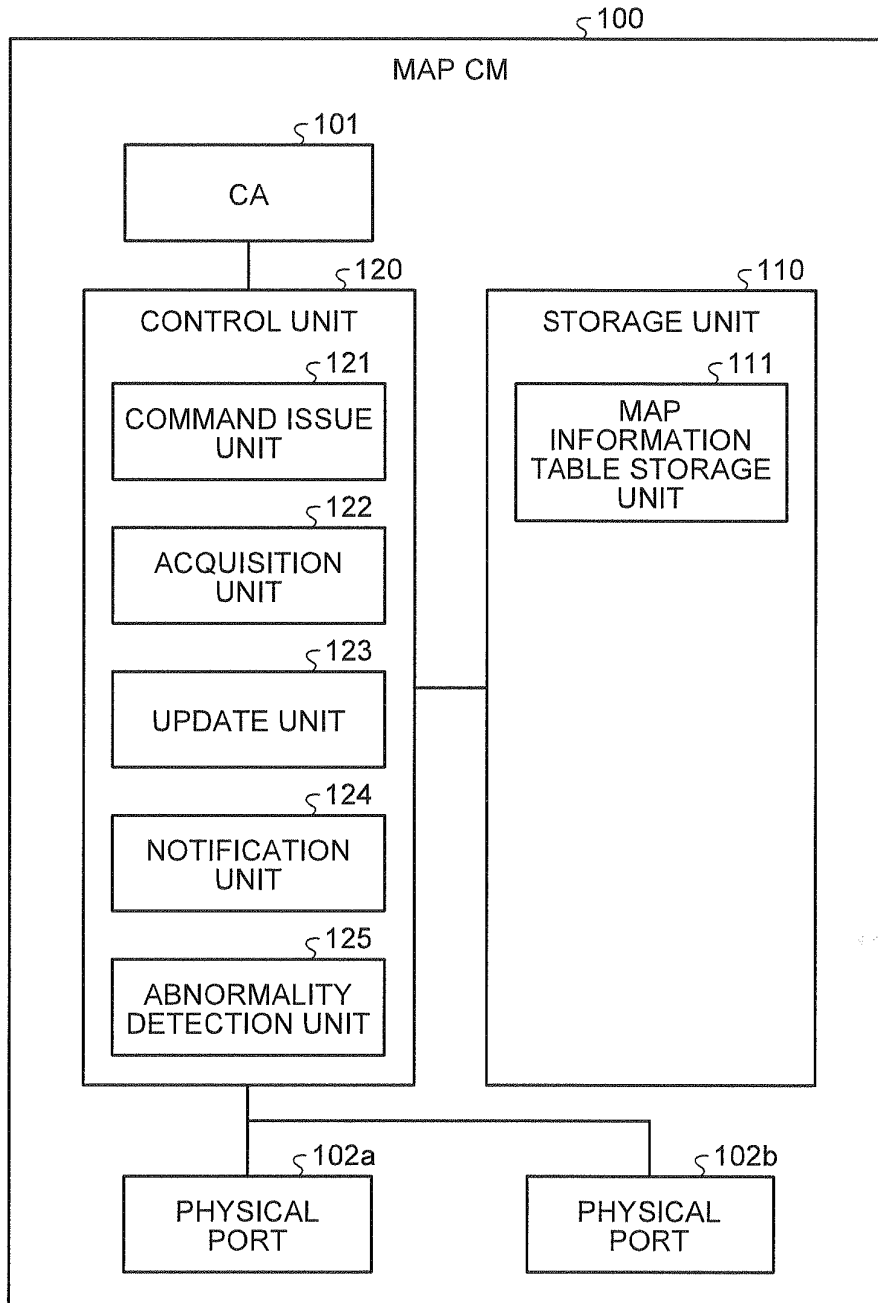 100
MAP CM
101
CA
120
CONTROL UNIT
121
COMMAND ISSUE
UNIT
122
ACQUISITION
UNIT
123
UPDATE UNIT
124
NOTIFICATION
UNIT
125
ABNORMALITY
DETECTION UNIT
110
STORAGE UNIT
111
MAP
INFORMATION
TABLE STORAGE
UNIT
102a
PHYSICAL
PORT
102b
PHYSICAL
PORT